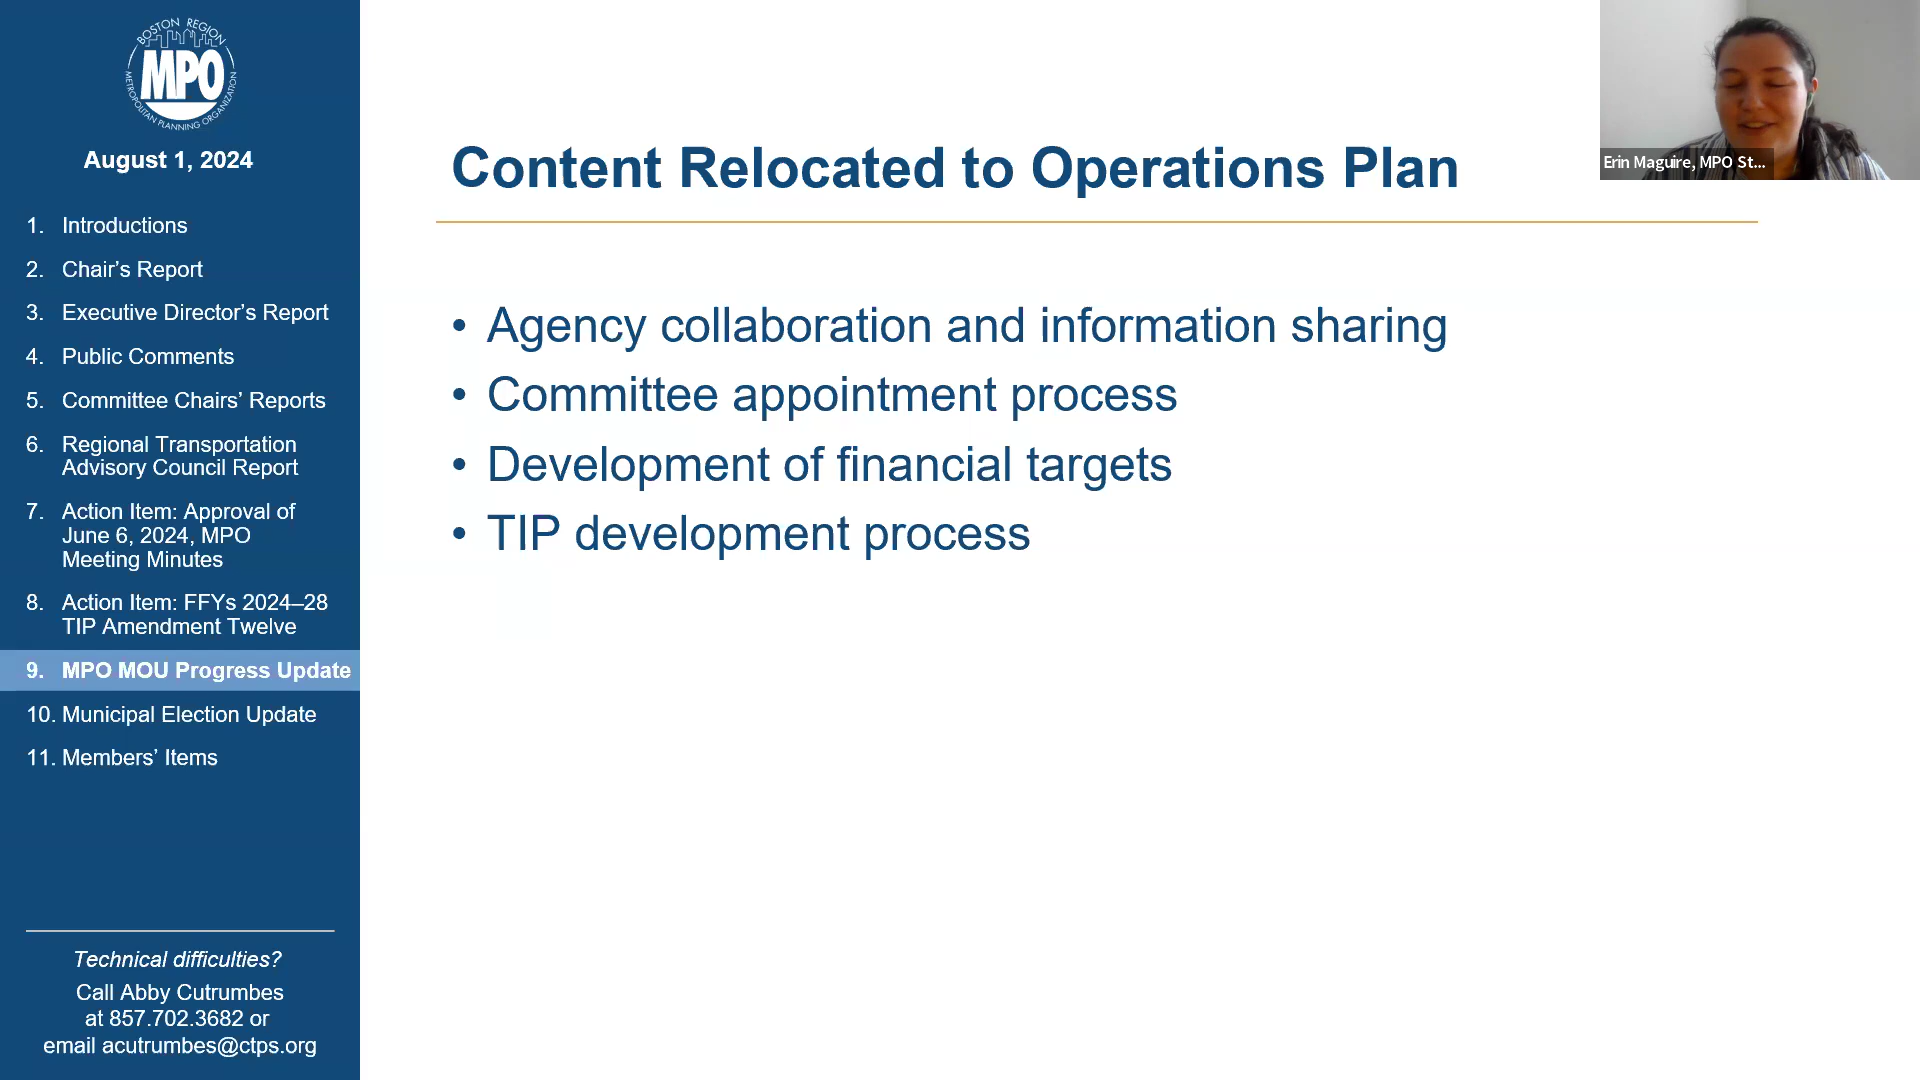 BOSTON REGION
MPO
METROPOLITAN PLANNING ORGANIZATION
August 1, 2024
1. Introductions
2. Chair’s Report
3. Executive Director’s Report
4. Public Comments
5. Committee Chairs’ Reports
6. Regional Transportation
Advisory Council Report
7. Action Item: Approval of
June 6, 2024, MPO
Meeting Minutes
8. Action Item: FFYs 2024–28
TIP Amendment Twelve
9. MPO MOU Progress Update
10. Municipal Election Update
11. Members’ Items
Technical difficulties?
Call Abby Cutrumbes
at 857.702.3682 or
email acutrumbes@ctps.org
Content Relocated to Operations Plan
• Agency collaboration and information sharing
• Committee appointment process
• Development of financial targets
• TIP development process
Erin Maguire, MPO St...